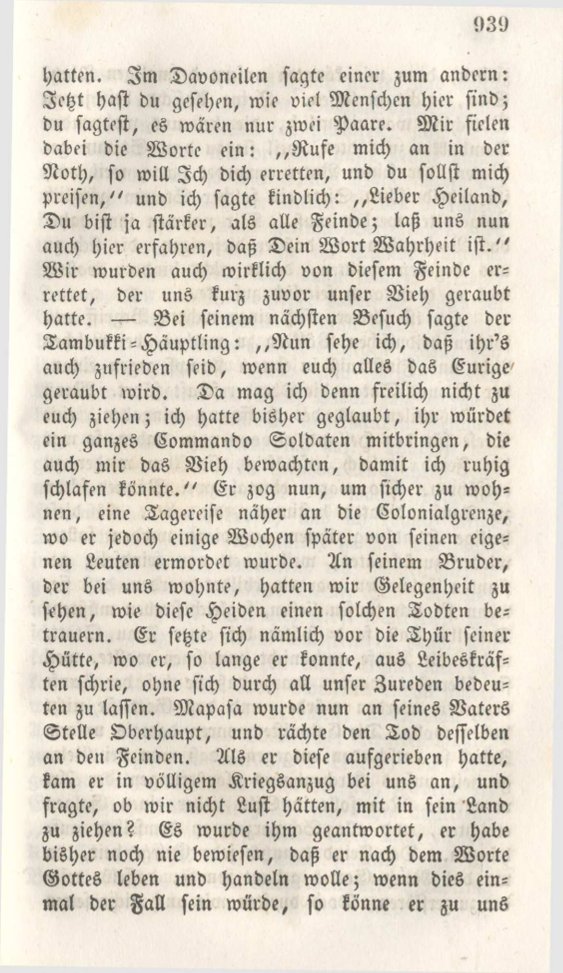 939
hatten. Im Davoneilen sagte einer zum andern:
Jetzt hast du gesehen, wie viel Menschen hier sind;
du sagtest, es wären nur zwei Paare. Mir fielen
dabei die Worte ein: ,,Rufe mich an in der
Noth, so will Ich dich erretten, und du sollst mich
preisen,“ und ich sagte kindlich: ,,Lieber Heiland,
Du bist ja stärker, als alle Feinde; laß uns nun
auch hier erfahren, daß Dein Wort Wahrheit ist.“
Wir wurden auch wirklich von diesem Feinde er=
rettet, der uns kurz zuvor unser Vieh geraubt
hatte. — Bei seinem nächsten Besuch sagte der
Tambukki=Häuptling: ,,Nun sehe ich, daß ihr's
auch zufrieden seid, wenn euch alles das Eurige
geraubt wird. Da mag ich denn freilich nicht zu
euch ziehen; ich hatte bisher geglaubt, ihr würdet
ein ganzes Commando Soldaten mitbringen, die
auch mir das Vieh bewachten, damit ich ruhig
schlafen könnte.“ Er zog nun, um sicher zu woh=
nen, eine Tagereise näher an die Colonialgrenze,
wo er jedoch einige Wochen später von seinen eige=
nen Leuten ermordet wurde. An seinem Bruder,
der bei uns wohnte, hatten wir Gelegenheit zu
sehen, wie diese Heiden einen solchen Todten be=
trauern. Er setzte sich nämlich vor die Thür seiner
Hütte, wo er, so lange er konnte, aus Leibeskräf=
ten schrie, ohne sich durch all unser Zureden bedeu=
ten zu lassen. Mapasa wurde nun an seines Vaters
Stelle Oberhaupt, und rächte den Tod desselben
an den Feinden. Als er diese aufgerieben hatte,
kam er in völligem Kriegsanzug bei uns an, und
fragte, ob wir nicht Lust hätten, mit in sein Land
zu ziehen? Es wurde ihm geantwortet, er habe
bisher noch nie bewiesen, daß er nach dem Worte
Gottes leben und handeln wolle; wenn dies ein=
mal der Fall sein würde, so könne er zu uns